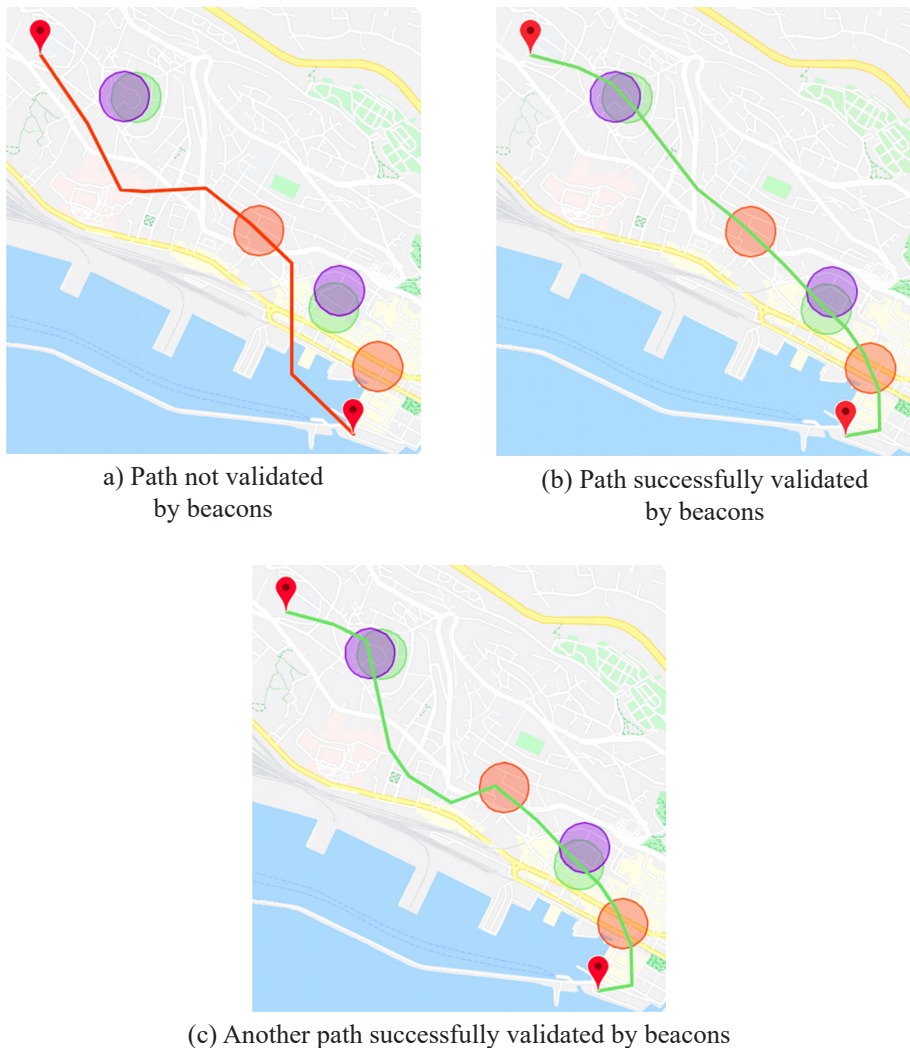 a) Path not validated
by beacons
(b) Path successfully validated
by beacons
(c) Another path successfully validated by beacons